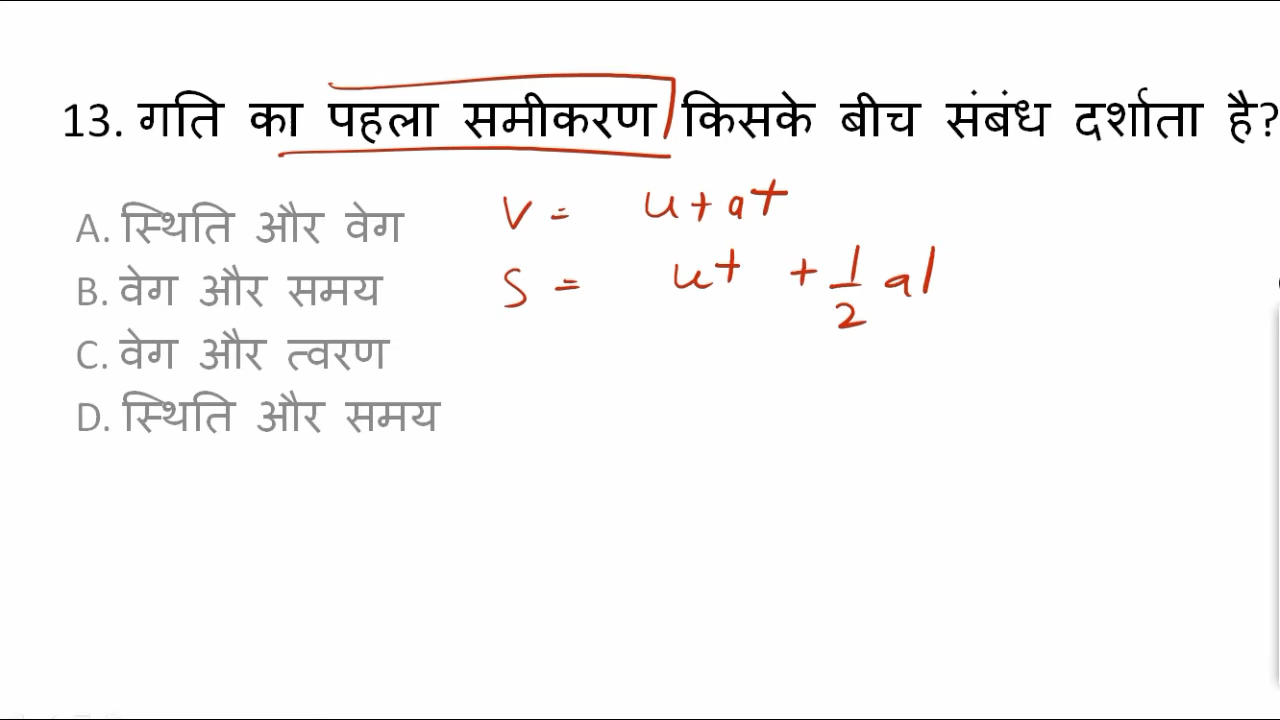 13. गति का पहला समीकरण किसके बीच संबंध दर्शाता है?
A. स्थिति और वेग
B. वेग और समय
C. वेग और त्वरण
D. स्थिति और समय
V = u + at
S = ut + 1/2 al